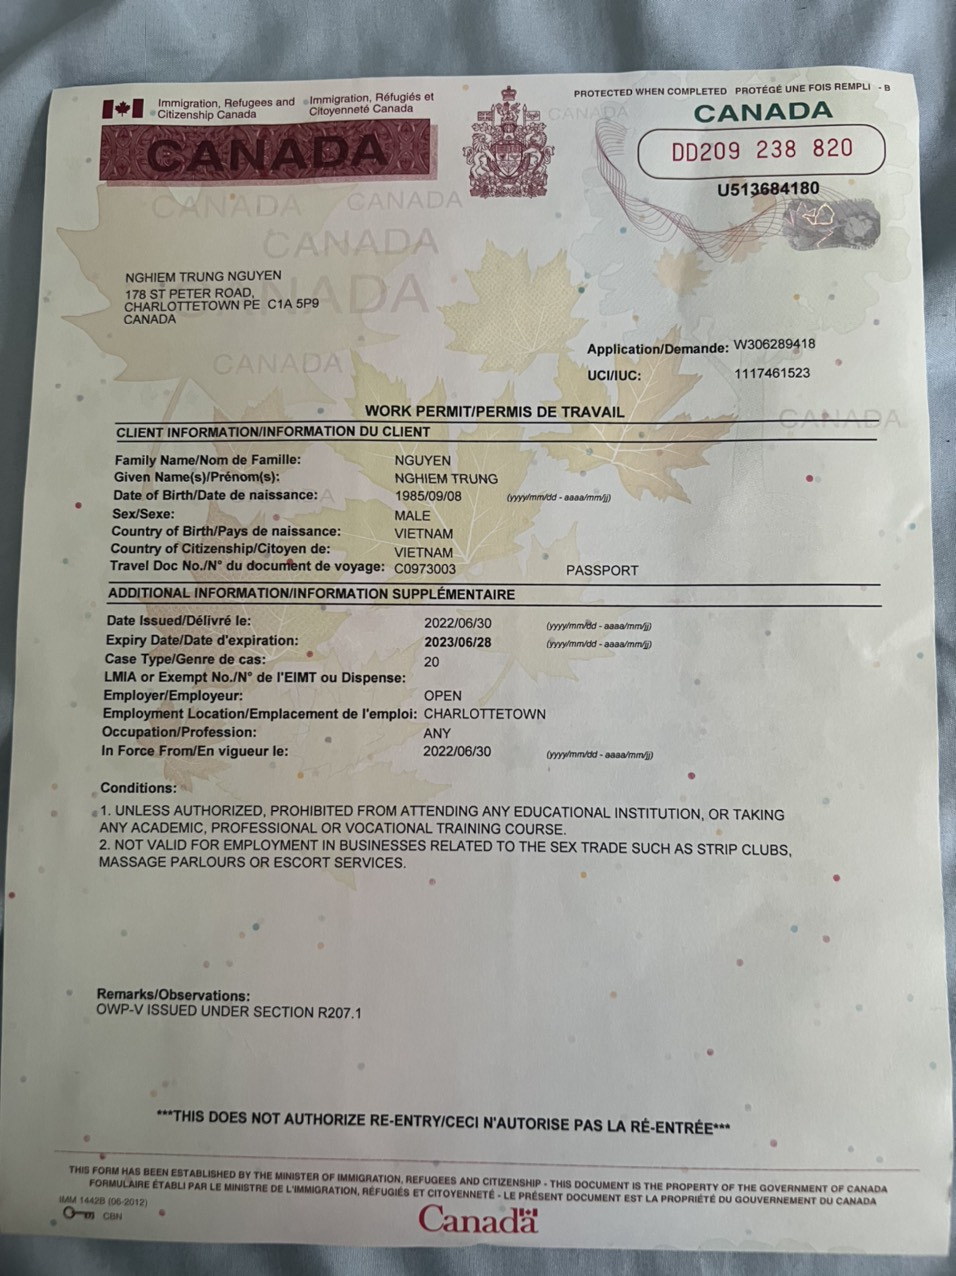 Immigration, Refugees and Citizenship Canada
Immigration, Réfugiés et Citoyenneté Canada
PROTECTED WHEN COMPLETED PROTÉGÉ UNE FOIS REMPLI - B
CANADA
CANADA
DD209 238 820
U513684180
CANADA
CANADA
CANADA
CANADA
CANADA
CANADA
NGHIEM TRUNG NGUYEN
178 ST PETER ROAD,
CHARLOTTETOWN PE C1A 5P9
CANADA
Application/Demande: W306289418
UCI/IUC: 1117461523
WORK PERMIT/PERMIS DE TRAVAIL
CANADA
CLIENT INFORMATION/INFORMATION DU CLIENT
Family Name/Nom de Famille: NGUYEN
Given Name(s)/Prénom(s): NGHIEM TRUNG
Date of Birth/Date de naissance: 1985/09/08 (yyyy/mm/dd - aaaa/mm/jj)
Sex/Sexe: MALE
Country of Birth/Pays de naissance: VIETNAM
Country of Citizenship/Citoyen de: VIETNAM
Travel Doc No./N° du document de voyage: C0973003 PASSPORT
ADDITIONAL INFORMATION/INFORMATION SUPPLÉMENTAIRE
Date Issued/Délivré le: 2022/06/30 (yyyy/mm/dd - aaaa/mm/jj)
Expiry Date/Date d'expiration: 2023/06/28 (yyyy/mm/dd - aaaa/mm/jj)
Case Type/Genre de cas: 20
LMIA or Exempt No./N° de l'EIMT ou Dispense:
Employer/Employeur: OPEN
Employment Location/Emplacement de l'emploi: CHARLOTTETOWN
Occupation/Profession: ANY
In Force From/En vigueur le: 2022/06/30 (yyyy/mm/dd - aaaa/mm/jj)
Conditions:
1. UNLESS AUTHORIZED, PROHIBITED FROM ATTENDING ANY EDUCATIONAL INSTITUTION, OR TAKING
ANY ACADEMIC, PROFESSIONAL OR VOCATIONAL TRAINING COURSE.
2. NOT VALID FOR EMPLOYMENT IN BUSINESSES RELATED TO THE SEX TRADE SUCH AS STRIP CLUBS,
MASSAGE PARLOURS OR ESCORT SERVICES.
Remarks/Observations:
OWP-V ISSUED UNDER SECTION R207.1
***THIS DOES NOT AUTHORIZE RE-ENTRY/CECI N'AUTORISE PAS LA RÉ-ENTRÉE***
THIS FORM HAS BEEN ESTABLISHED BY THE MINISTER OF IMMIGRATION, REFUGEES AND CITIZENSHIP - THIS DOCUMENT IS THE PROPERTY OF THE GOVERNMENT OF CANADA
FORMULAIRE ÉTABLI PAR LE MINISTRE DE L'IMMIGRATION, RÉFUGIÉS ET CITOYENNETÉ - LE PRÉSENT DOCUMENT EST LA PROPRIÉTÉ DU GOUVERNEMENT DU CANADA
IMM 1442B (06-2012)
CBN
Canada